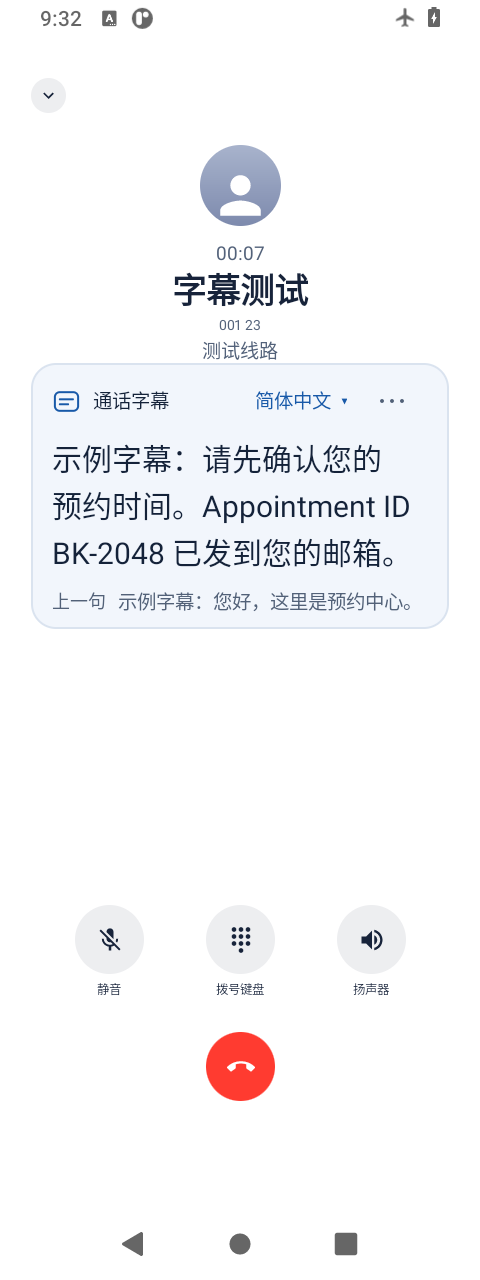 9:32
00:07
字幕测试
001 23
测试线路
通话字幕 简体中文
示例字幕：请先确认您的
预约时间。Appointment ID
BK-2048 已发到您的邮箱。
上一句 示例字幕：您好，这里是预约中心。
静音 拨号键盘 扬声器